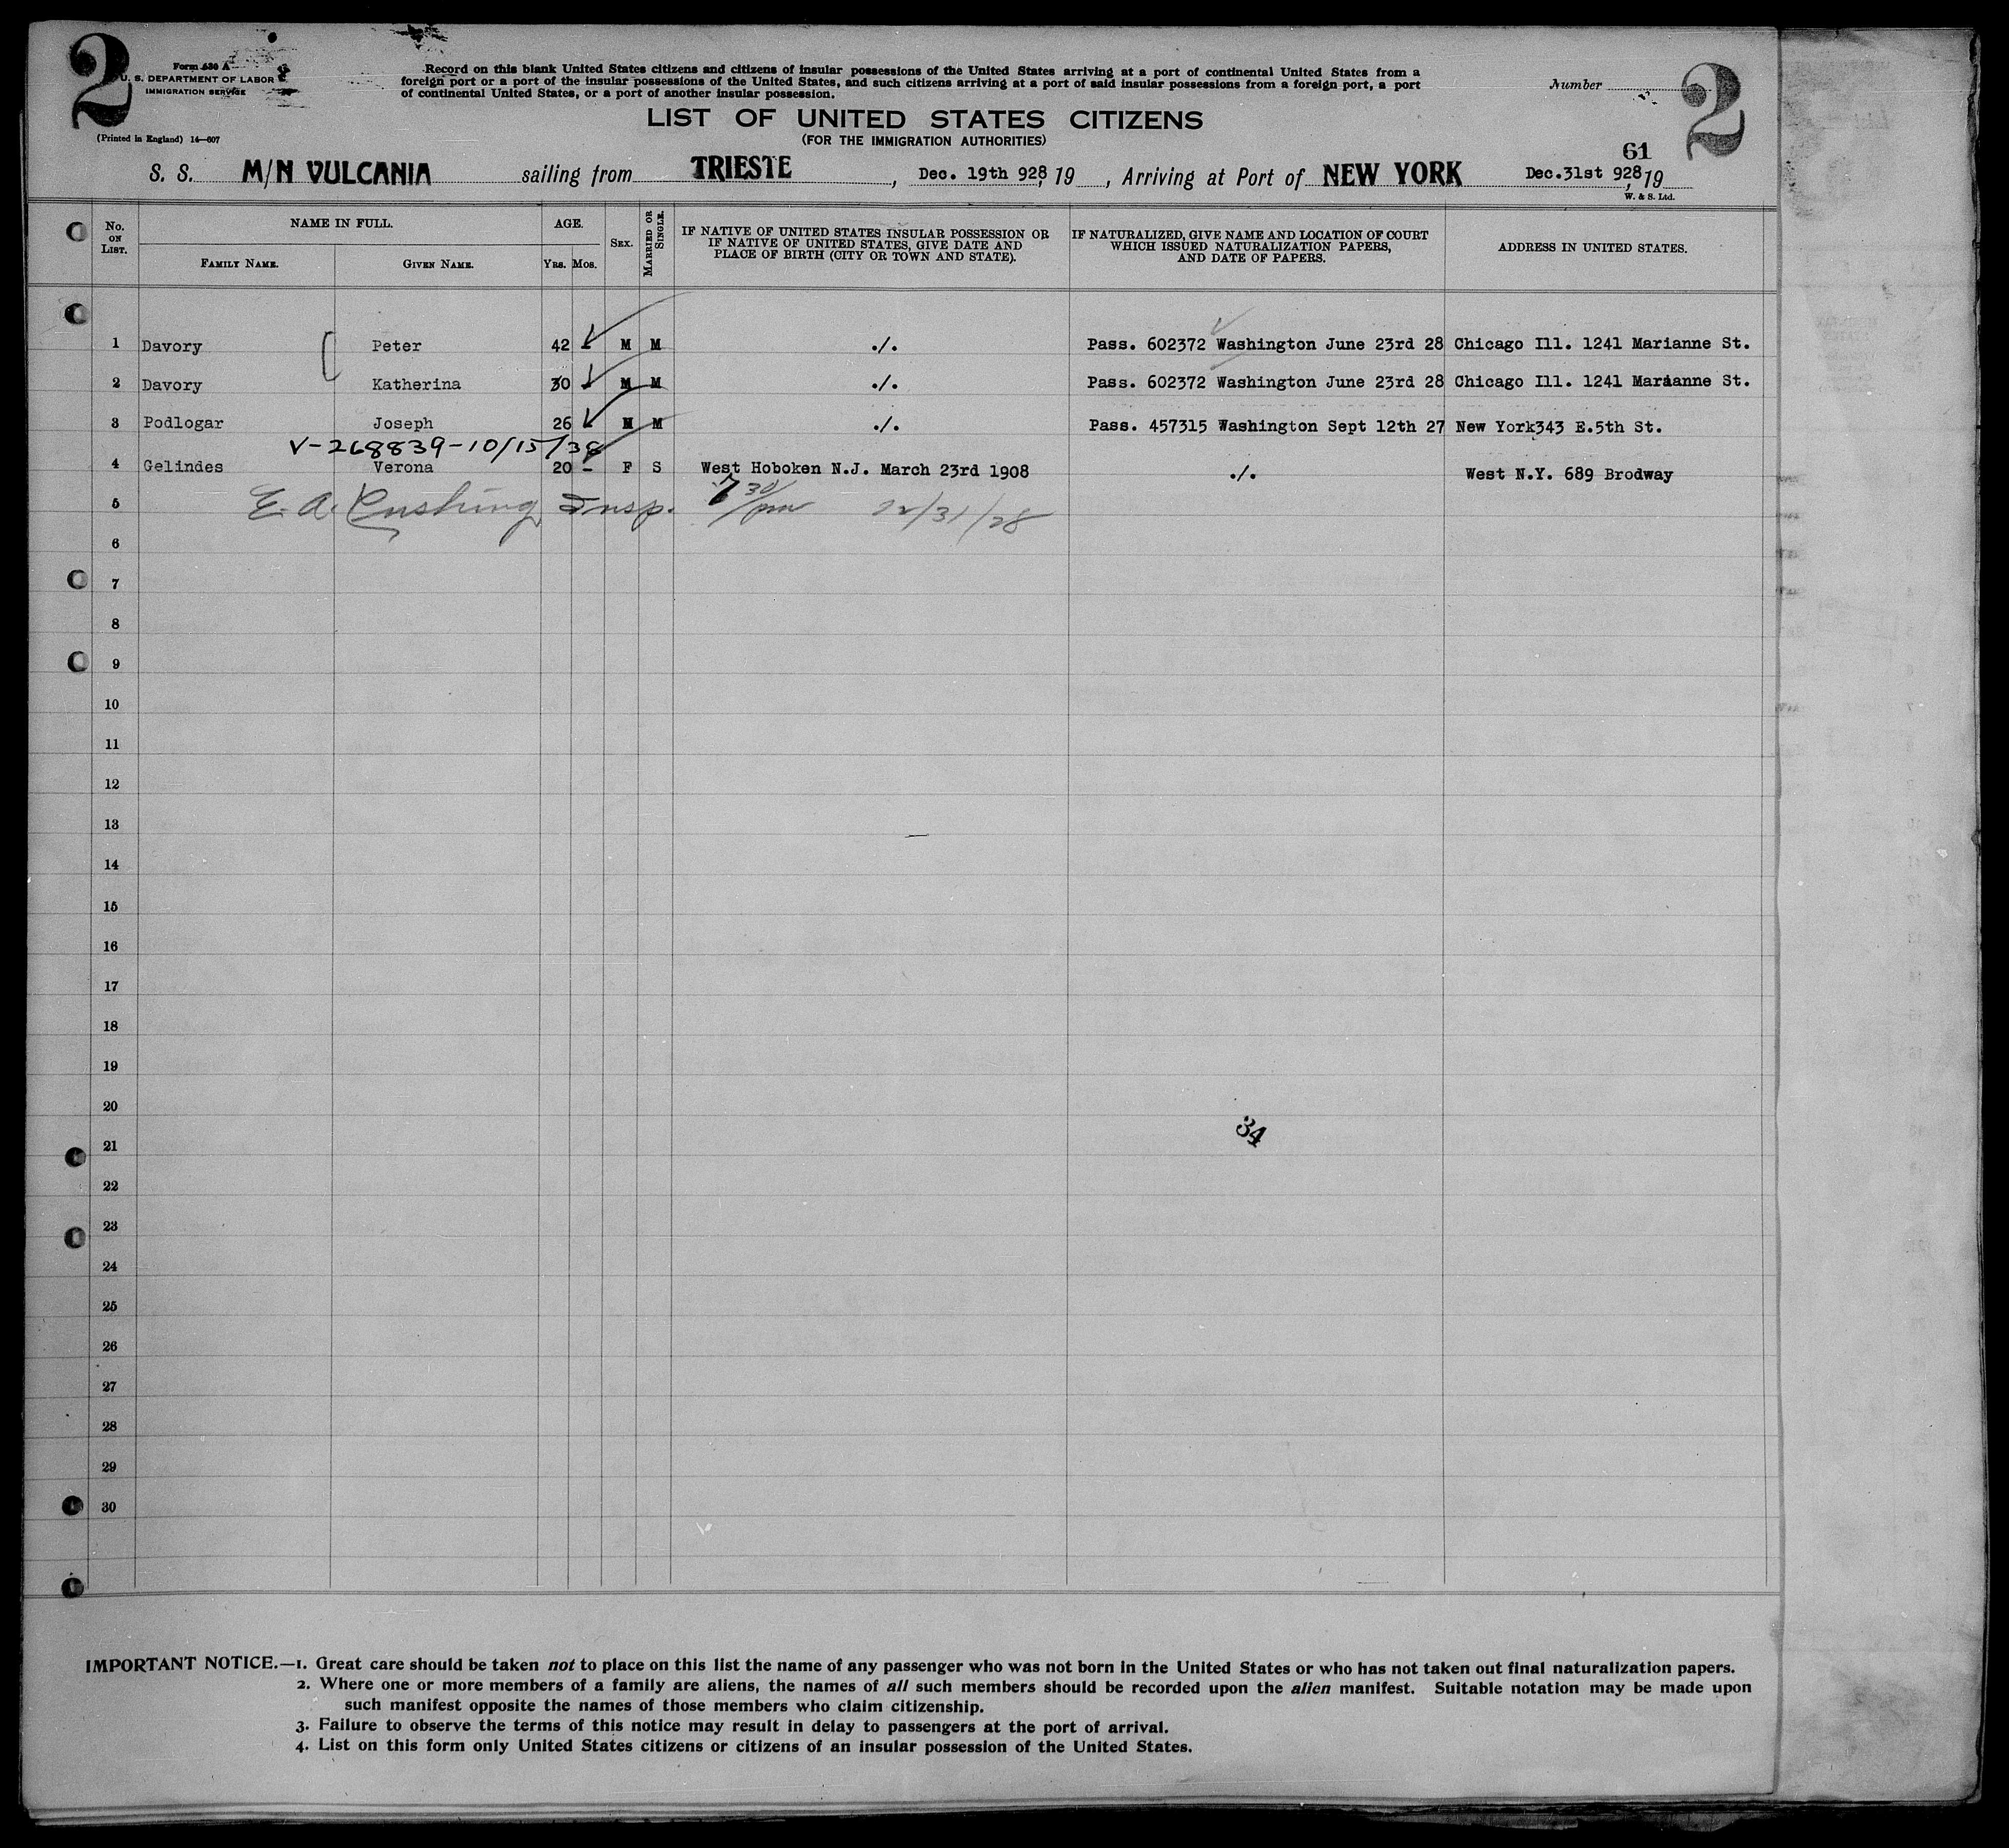 2
2
Form 630 A
U. S. DEPARTMENT OF LABOR
IMMIGRATION SERVICE
(Printed in England) 14—607
Record on this blank United States citizens and citizens of insular possessions of the United States arriving at a port of continental United States from a
foreign port or a port of the insular possessions of the United States, and such citizens arriving at a port of said insular possessions from a foreign port, a port
of continental United States, or a port of another insular possession.
Number
LIST OF UNITED STATES CITIZENS
(FOR THE IMMIGRATION AUTHORITIES)
61
S. S. M/N VULCANIA sailing from TRIESTE, Dec. 19th 928, 19 , Arriving at Port of NEW YORK Dec.31st 928, 19
W. & S. Ltd.
No. ON LIST. NAME IN FULL. FAMILY NAME. GIVEN NAME. AGE. YRS. MOS. SEX. MARRIED OR SINGLE. IF NATIVE OF UNITED STATES INSULAR POSSESSION OR IF NATIVE OF UNITED STATES, GIVE DATE AND PLACE OF BIRTH (CITY OR TOWN AND STATE). IF NATURALIZED, GIVE NAME AND LOCATION OF COURT WHICH ISSUED NATURALIZATION PAPERS, AND DATE OF PAPERS. ADDRESS IN UNITED STATES.
1 Davory Peter 42 - M M ./. Pass. 602372 Washington June 23rd 28 Chicago Ill. 1241 Marianne St.
2 Davory Katherina 30 - M M ./. Pass. 602372 Washington June 23rd 28 Chicago Ill. 1241 Marianne St.
3 Podlogar Joseph 26 M M ./. Pass. 457315 Washington Sept 12th 27 New York343 E.5th St.
V-268839-10/15/38
4 Gelindes Verona 20 - F S West Hoboken N.J. March 23rd 1908 ./. West N.Y. 689 Brodway
5 E. A. Cushing Insp. 7 30/pm 12/31/28
6
7
8
9
10
11
12
13
14
15
16
17
18
19
20
34
21
22
23
24
25
26
27
28
29
30
IMPORTANT NOTICE.—1. Great care should be taken not to place on this list the name of any passenger who was not born in the United States or who has not taken out final naturalization papers.
2. Where one or more members of a family are aliens, the names of all such members should be recorded upon the alien manifest. Suitable notation may be made upon
such manifest opposite the names of those members who claim citizenship.
3. Failure to observe the terms of this notice may result in delay to passengers at the port of arrival.
4. List on this form only United States citizens or citizens of an insular possession of the United States.